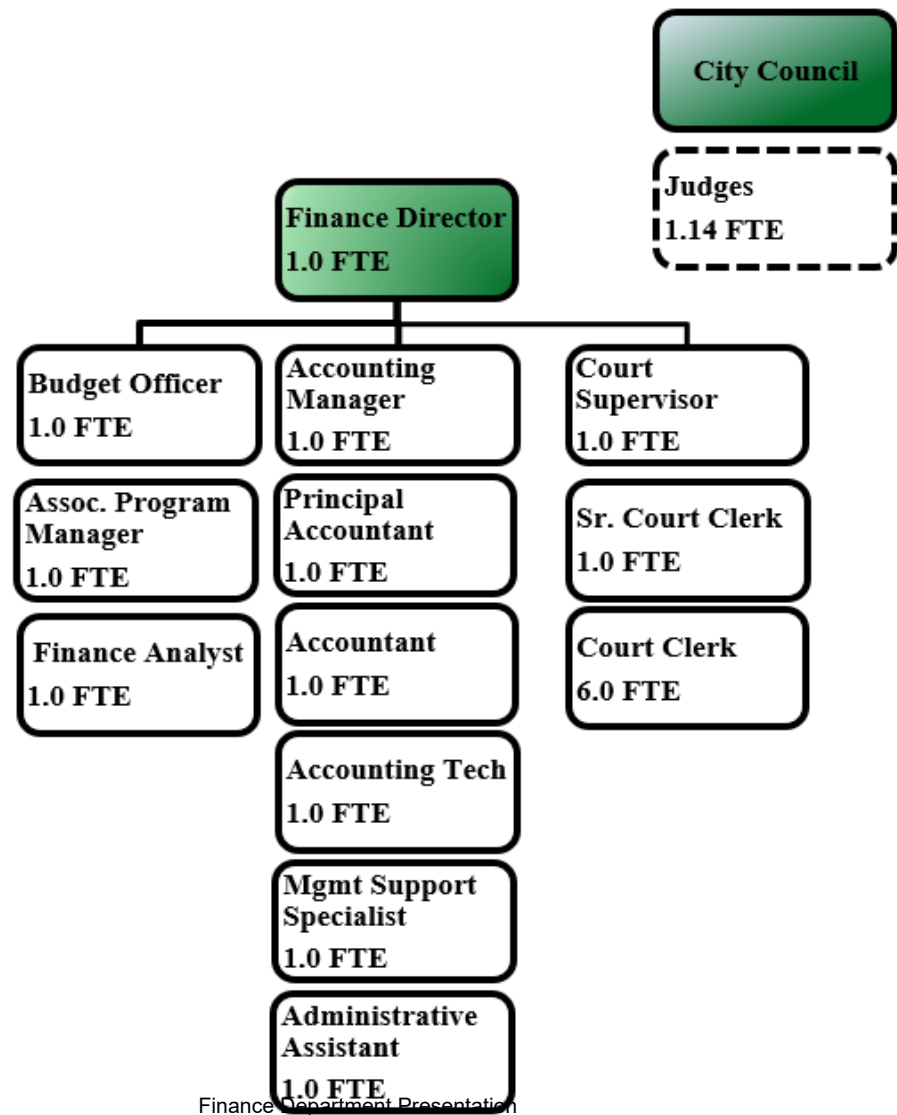 City Council
Judges
1.14 FTE
Finance Director
1.0 FTE
Budget Officer
1.0 FTE
Assoc. Program
Manager
1.0 FTE
Finance Analyst
1.0 FTE
Accounting
Manager
1.0 FTE
Principal
Accountant
1.0 FTE
Accountant
1.0 FTE
Accounting Tech
1.0 FTE
Mgmt Support
Specialist
1.0 FTE
Administrative
Assistant
1.0 FTE
Court
Supervisor
1.0 FTE
Sr. Court Clerk
1.0 FTE
Court Clerk
6.0 FTE
Finance Department Presentation